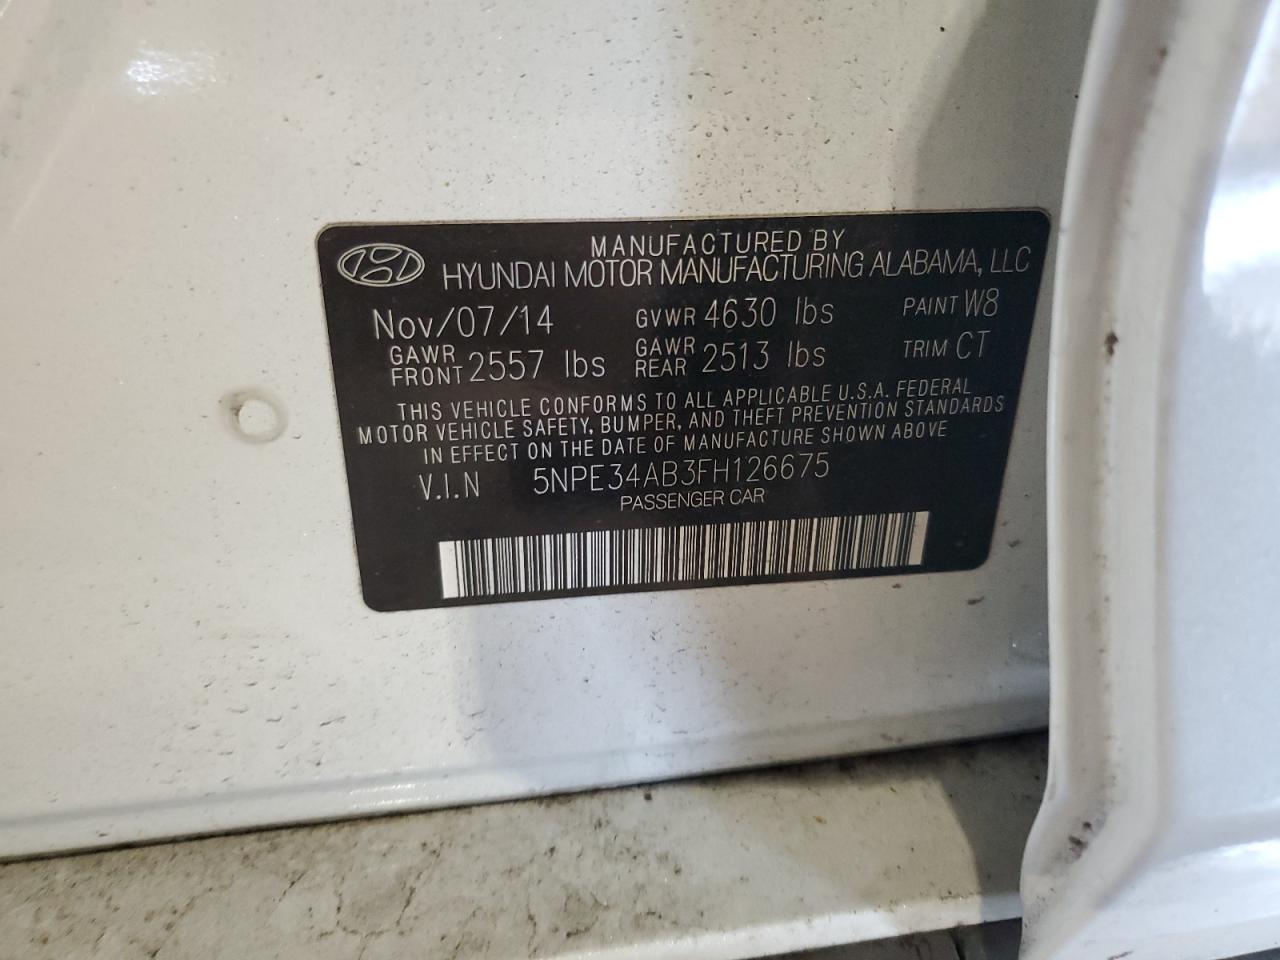 MANUFACTURED BY
HYUNDAI MOTOR MANUFACTURING ALABAMA, LLC
Nov/07/14 GVWR 4630 lbs PAINT W8
GAWR FRONT 2557 lbs GAWR REAR 2513 lbs TRIM CT
THIS VEHICLE CONFORMS TO ALL APPLICABLE U.S.A. FEDERAL
MOTOR VEHICLE SAFETY, BUMPER, AND THEFT PREVENTION STANDARDS
IN EFFECT ON THE DATE OF MANUFACTURE SHOWN ABOVE
V.I.N 5NPE34AB3FH126675
PASSENGER CAR